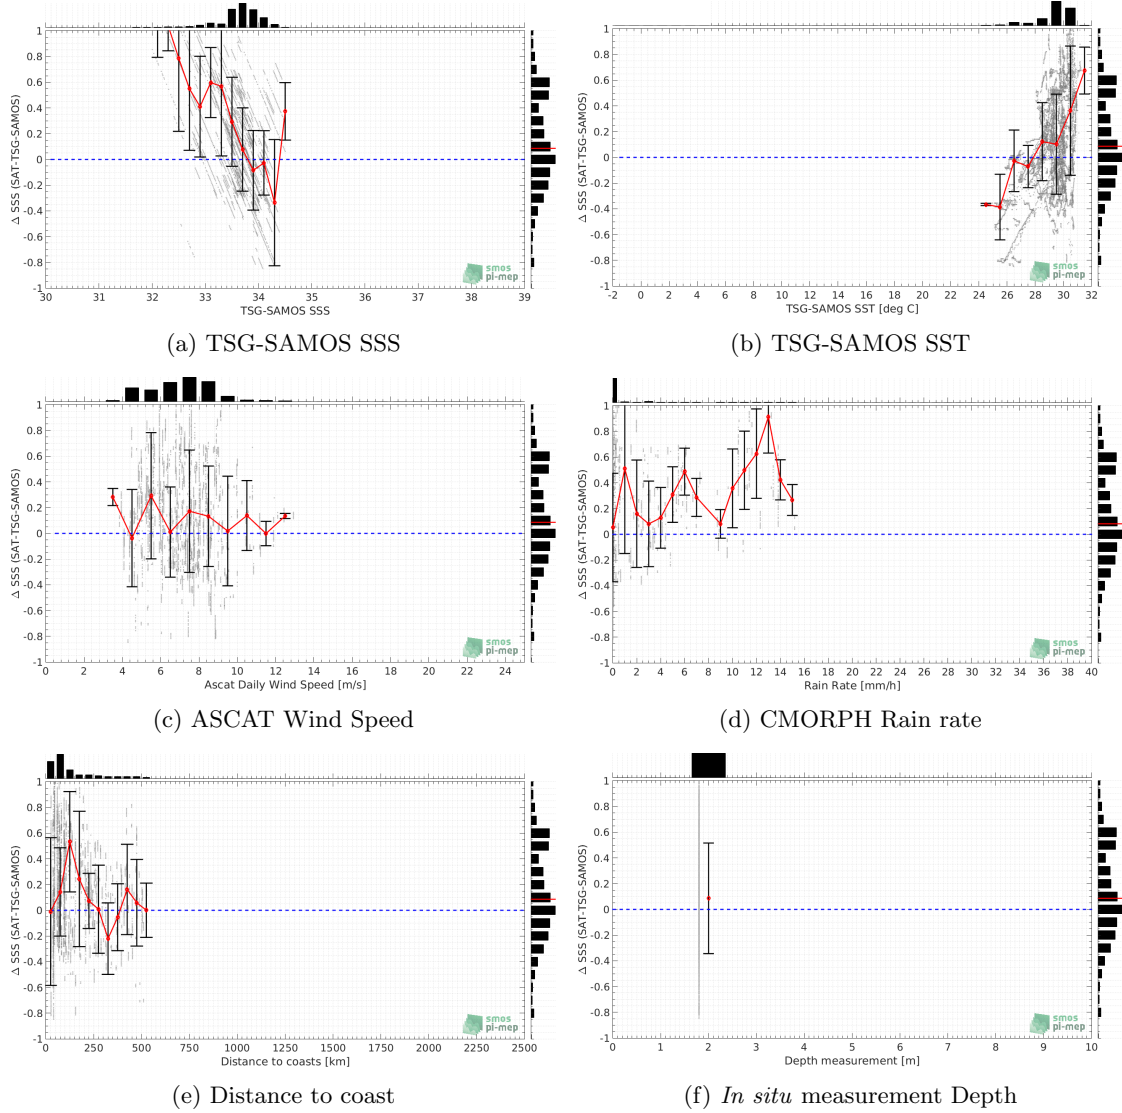 1
0.8
0.6
0.4
0.2
0
-0.2
-0.4
-0.6
-0.8
-1
Δ SSS (SAT-TSG-SAMOS)
30 31 32 33 34 35 36 37 38 39
TSG-SAMOS SSS
smos
pi-mep
(a) TSG-SAMOS SSS
1
0.8
0.6
0.4
0.2
0
-0.2
-0.4
-0.6
-0.8
-1
Δ SSS (SAT-TSG-SAMOS)
-2 0 2 4 6 8 10 12 14 16 18 20 22 24 26 28 30 32
TSG-SAMOS SST [deg C]
smos
pi-mep
(b) TSG-SAMOS SST
1
0.8
0.6
0.4
0.2
0
-0.2
-0.4
-0.6
-0.8
-1
Δ SSS (SAT-TSG-SAMOS)
0 2 4 6 8 10 12 14 16 18 20 22 24
Ascat Daily Wind Speed [m/s]
smos
pi-mep
(c) ASCAT Wind Speed
1
0.8
0.6
0.4
0.2
0
-0.2
-0.4
-0.6
-0.8
-1
Δ SSS (SAT-TSG-SAMOS)
0 2 4 6 8 10 12 14 16 18 20 22 24 26 28 30 32 34 36 38 40
Rain Rate [mm/h]
smos
pi-mep
(d) CMORPH Rain rate
1
0.8
0.6
0.4
0.2
0
-0.2
-0.4
-0.6
-0.8
-1
Δ SSS (SAT-TSG-SAMOS)
0 250 500 750 1000 1250 1500 1750 2000 2250 2500
Distance to coasts [km]
smos
pi-mep
(e) Distance to coast
1
0.8
0.6
0.4
0.2
0
-0.2
-0.4
-0.6
-0.8
-1
Δ SSS (SAT-TSG-SAMOS)
0 1 2 3 4 5 6 7 8 9 10
Depth measurement [m]
smos
pi-mep
(f) In situ measurement Depth